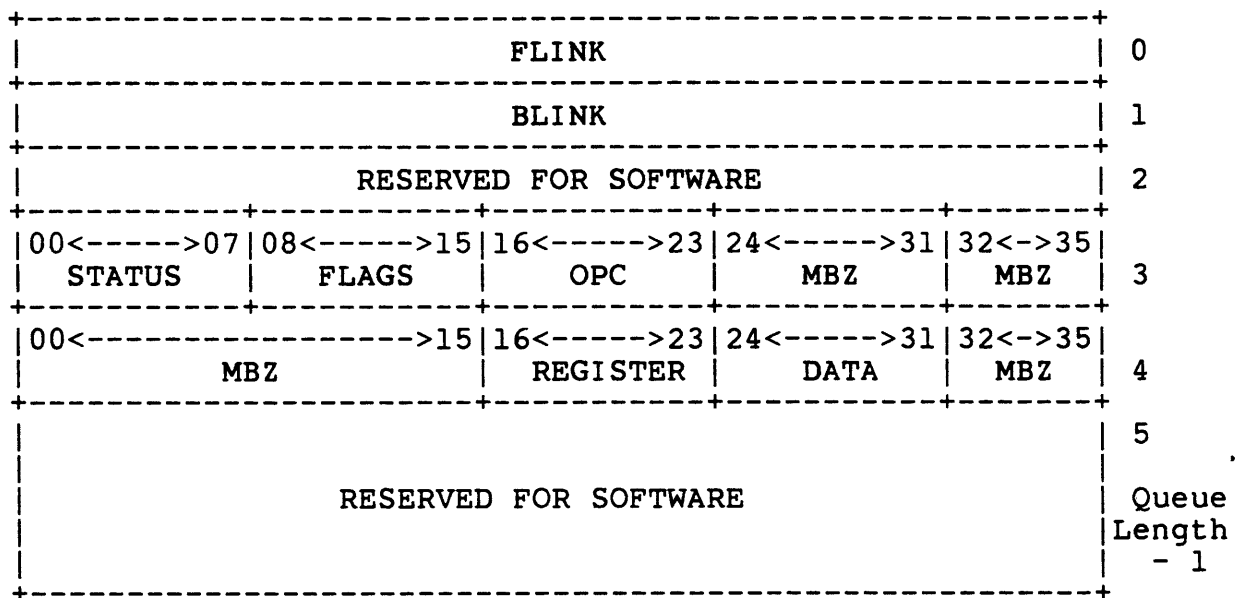 +-----------------------------------------------------------------------+
| FLINK | 0
+-----------------------------------------------------------------------+
| BLINK | 1
+-----------------------------------------------------------------------+
| RESERVED FOR SOFTWARE | 2
+---------------+---------------+---------------+---------------+----------+
|00<----->07|08<----->15|16<----->23|24<----->31|32<->35|
| STATUS | FLAGS | OPC | MBZ | MBZ | 3
+---------------+---------------+---------------+---------------+----------+
|00<------------------>15|16<----->23|24<----->31|32<->35|
| MBZ | REGISTER | DATA | MBZ | 4
+-------------------------------+---------------+---------------+----------+
| | 5
| RESERVED FOR SOFTWARE | Queue
| |Length
| | - 1
+-----------------------------------------------------------------------+